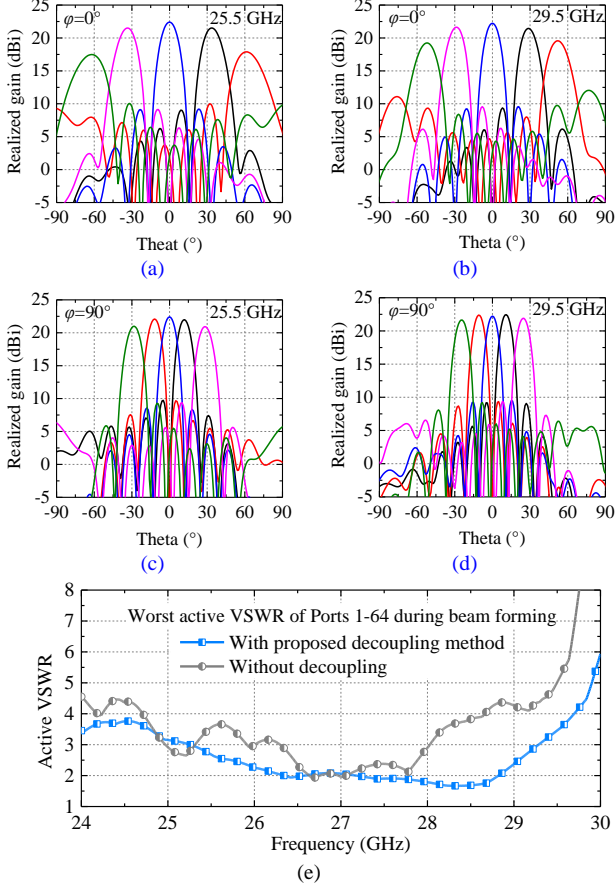 φ=0° 25.5 GHz
25
20
15
10
5
0
-5
-90 -60 -30 0 30 60 90
Realized gain (dBi)
Theat (°)
(a)
φ=0° 29.5 GHz
25
20
15
10
5
0
-5
-90 -60 -30 0 30 60 90
Realized gain (dBi)
Theta (°)
(b)
φ=90° 25.5 GHz
25
20
15
10
5
0
-5
-90 -60 -30 0 30 60 90
Realized gain (dBi)
Theta (°)
(c)
φ=90° 29.5 GHz
25
20
15
10
5
0
-5
-90 -60 -30 0 30 60 90
Realized gain (dBi)
Theta (°)
(d)
8
7
6
5
4
3
2
1
Active VSWR
Worst active VSWR of Ports 1-64 during beam forming
With proposed decoupling method
Without decoupling
24 25 26 27 28 29 30
Frequency (GHz)
(e)